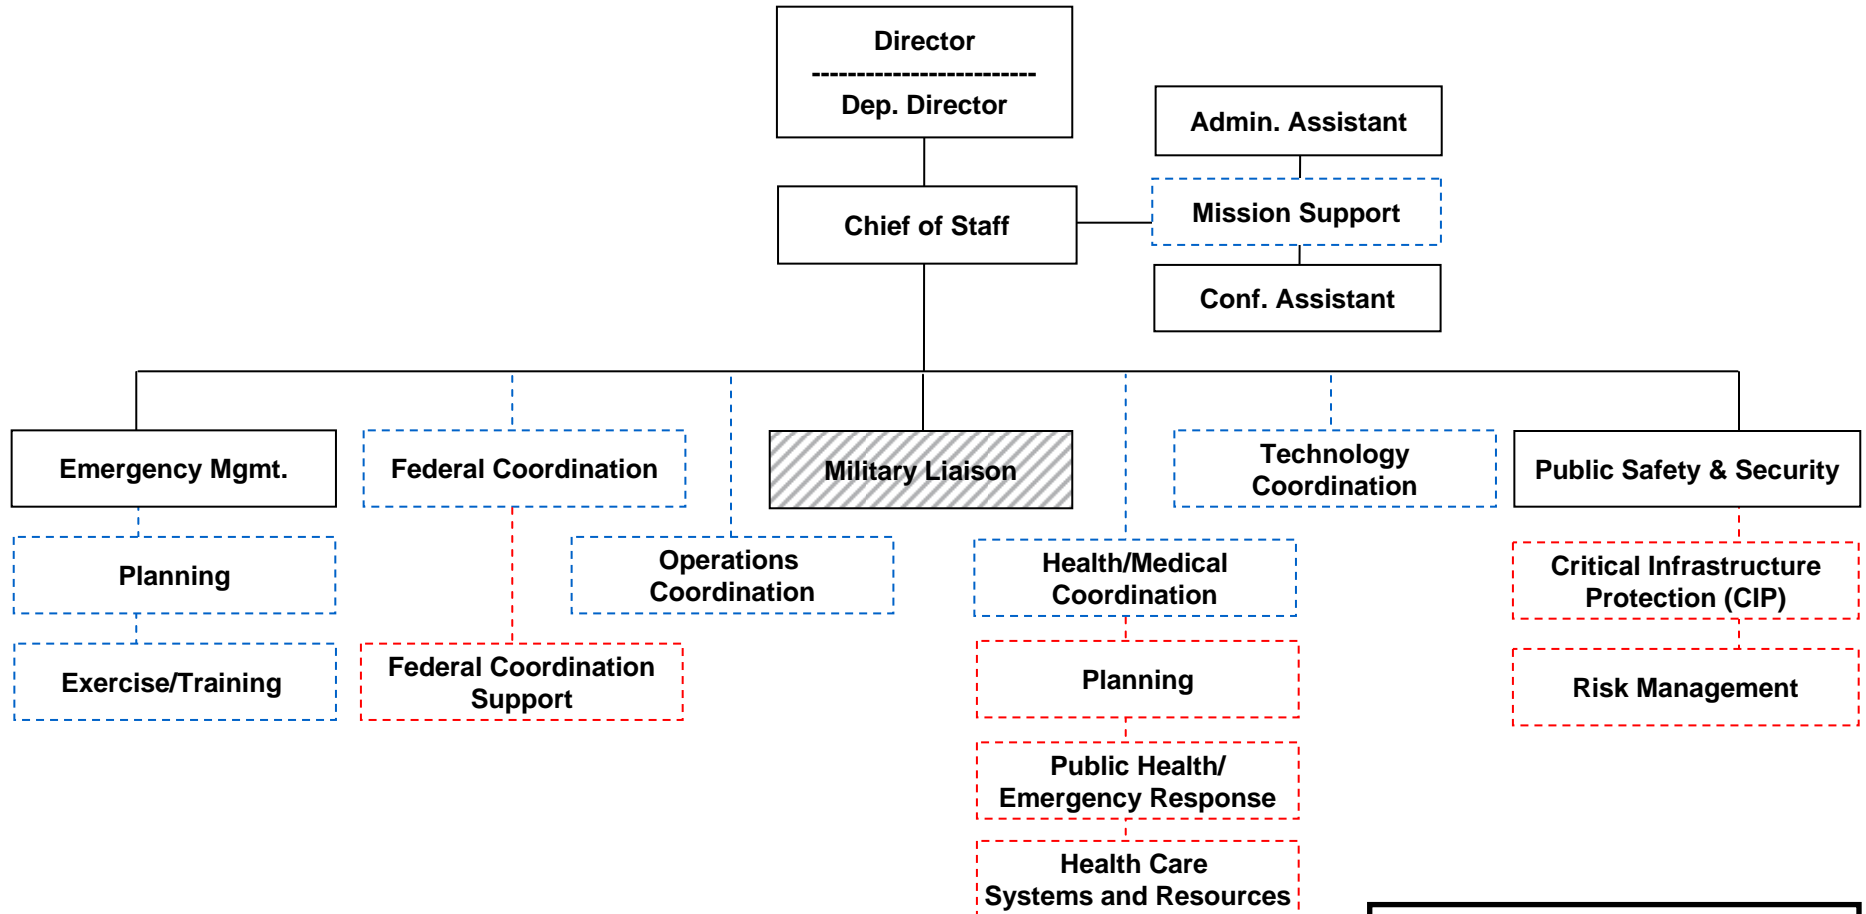 Director
-------------------------
Dep. Director
Admin. Assistant
Mission Support
Chief of Staff
Conf. Assistant
Emergency Mgmt.
Federal Coordination
Military Liaison
Technology
Coordination
Public Safety & Security
Planning
Operations
Coordination
Health/Medical
Coordination
Critical Infrastructure
Protection (CIP)
Exercise/Training
Federal Coordination
Support
Planning
Risk Management
Public Health/
Emergency Response
Health Care
Systems and Resources